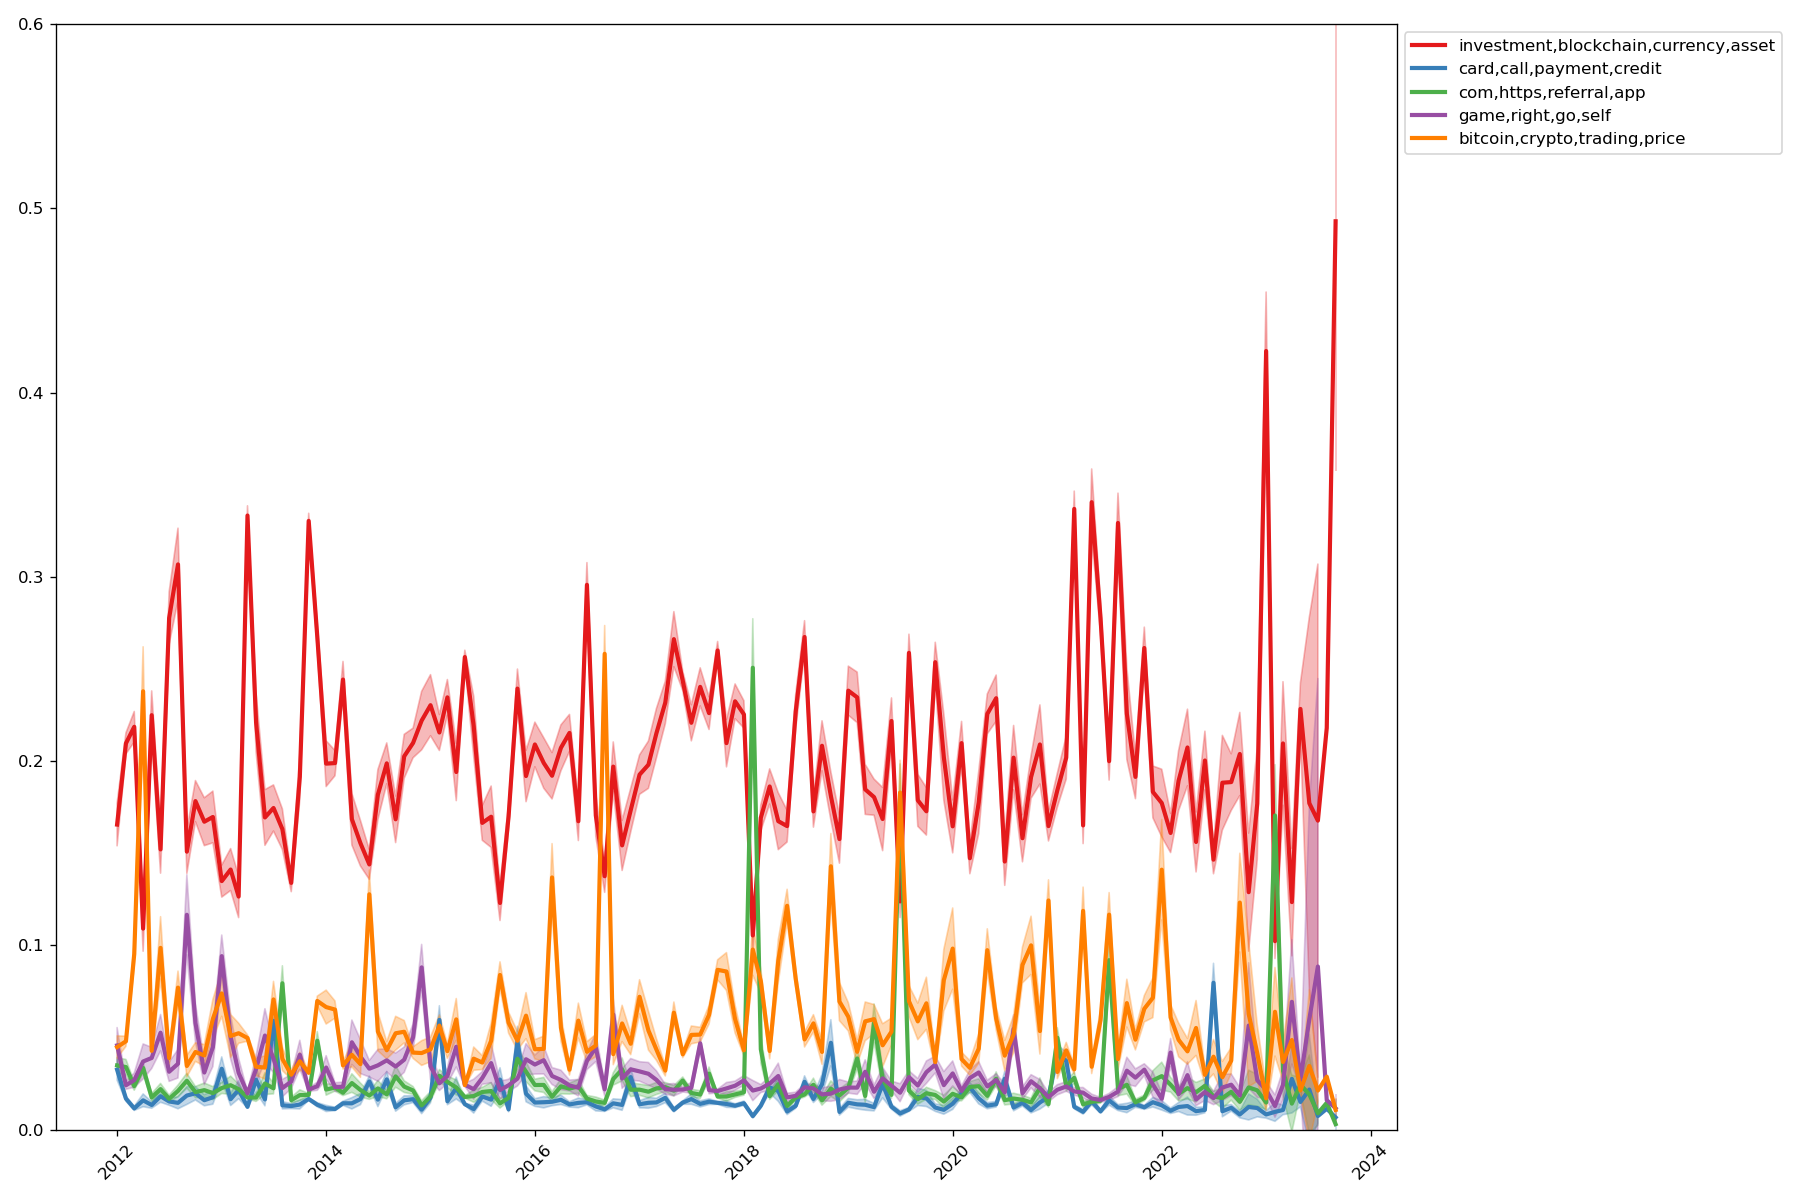 0.6
0.5
0.4
0.3
0.2
0.1
0.0
2012
2014
2016
2018
2020
2022
2024
investment,blockchain,currency,asset
card,call,payment,credit
com,https,referral,app
game,right,go,self
bitcoin,crypto,trading,price